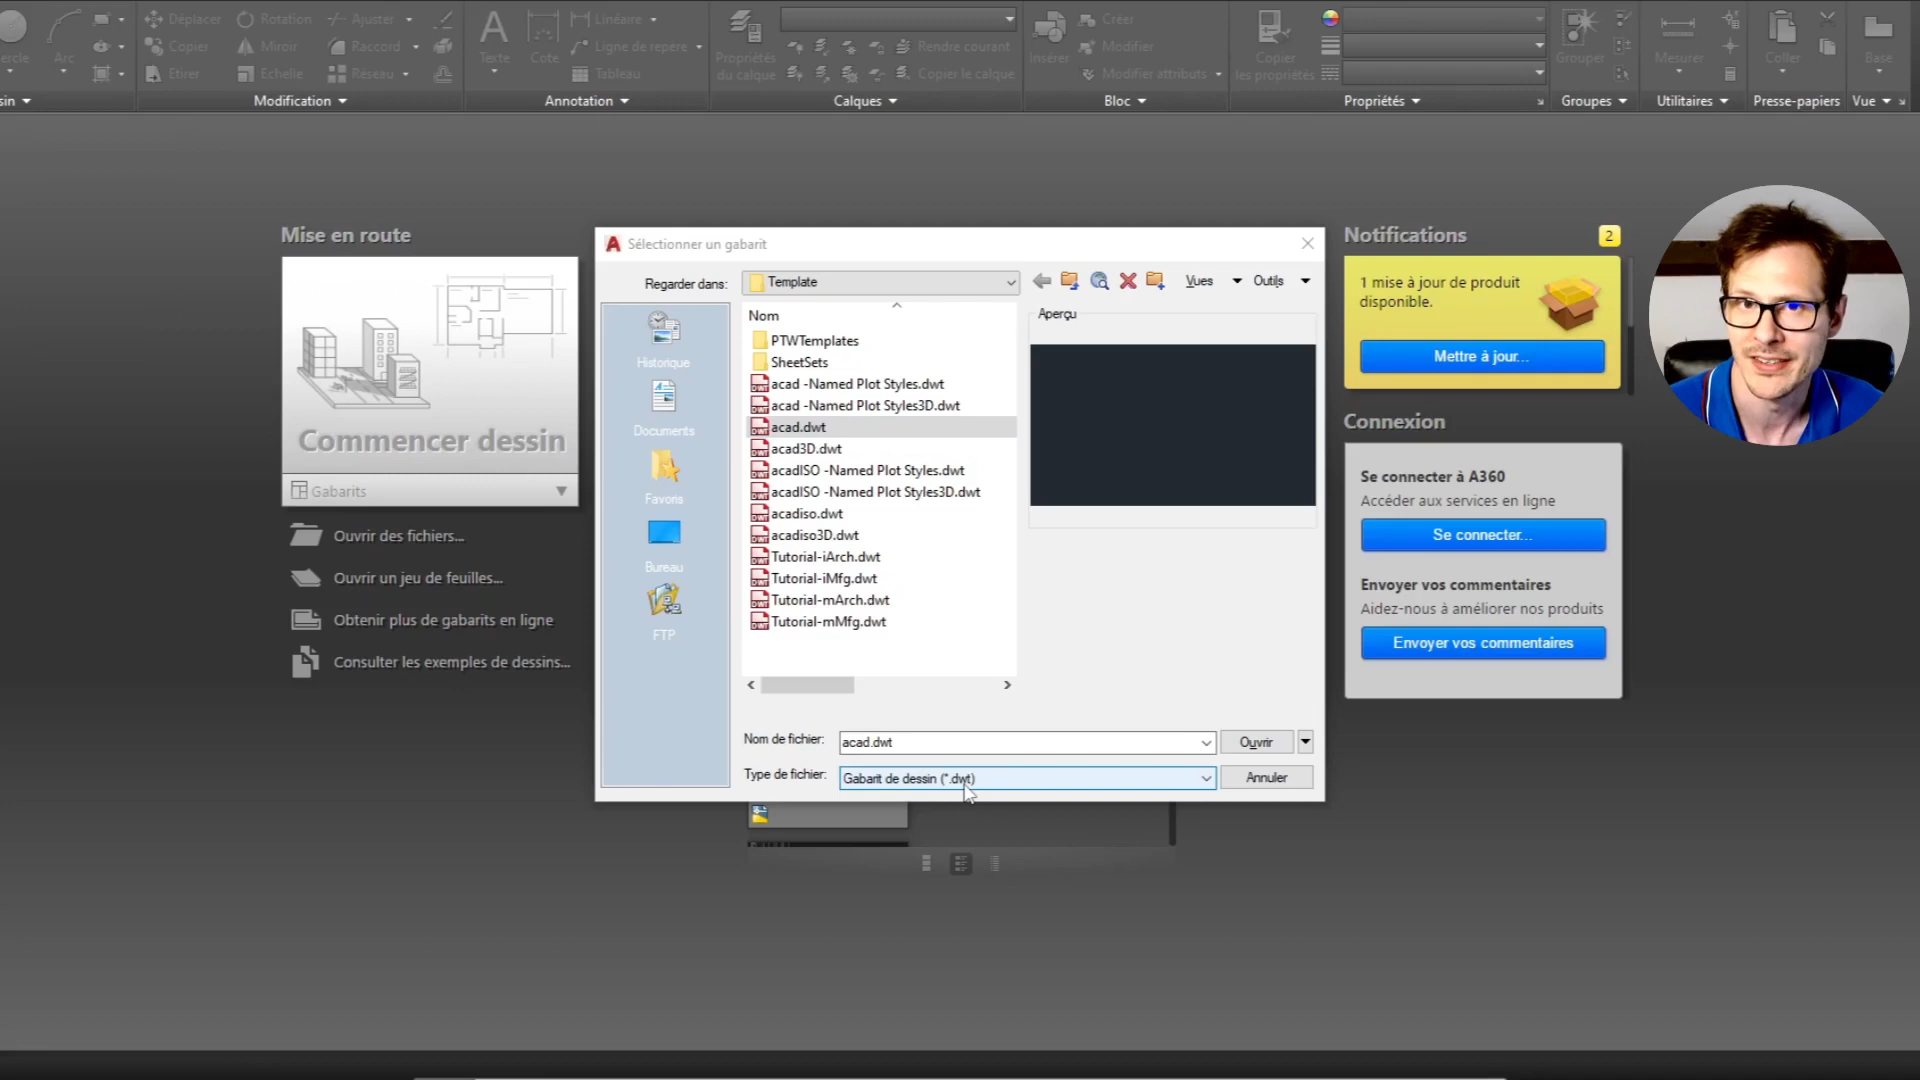 Déplacer
Rotation
Ajuster
Linéaire
Créer
ercle
Arc
Copier
Miroir
Raccord
Texte
Cote
Ligne de repère
Propriétés
du calque
Rendre courant
Insérer
Modifier
Copier
les propriétés
Grouper
Mesurer
Coller
Base
Etirer
Echelle
Réseau
Tableau
Copier le calque
Modifier attributs
sin
Modification
Annotation
Calques
Bloc
Propriétés
Groupes
Utilitaires
Presse-papiers
Vue
Mise en route
Commencer dessin
Gabarits
Ouvrir des fichiers...
Ouvrir un jeu de feuilles...
Obtenir plus de gabarits en ligne
Consulter les exemples de dessins...
A Sélectionner un gabarit
Regarder dans:
Template
Vues
Outils
Historique
Documents
Favoris
Bureau
FTP
Nom
PTWTemplates
SheetSets
acad -Named Plot Styles.dwt
acad -Named Plot Styles3D.dwt
acad.dwt
acad3D.dwt
acadISO -Named Plot Styles.dwt
acadISO -Named Plot Styles3D.dwt
acadiso.dwt
acadiso3D.dwt
Tutorial-iArch.dwt
Tutorial-iMfg.dwt
Tutorial-mArch.dwt
Tutorial-mMfg.dwt
Aperçu
Nom de fichier:
acad.dwt
Ouvrir
Type de fichier:
Gabarit de dessin (*.dwt)
Annuler
Notifications
2
1 mise à jour de produit
disponible.
Mettre à jour...
Connexion
Se connecter à A360
Accéder aux services en ligne
Se connecter...
Envoyer vos commentaires
Aidez-nous à améliorer nos produits
Envoyer vos commentaires